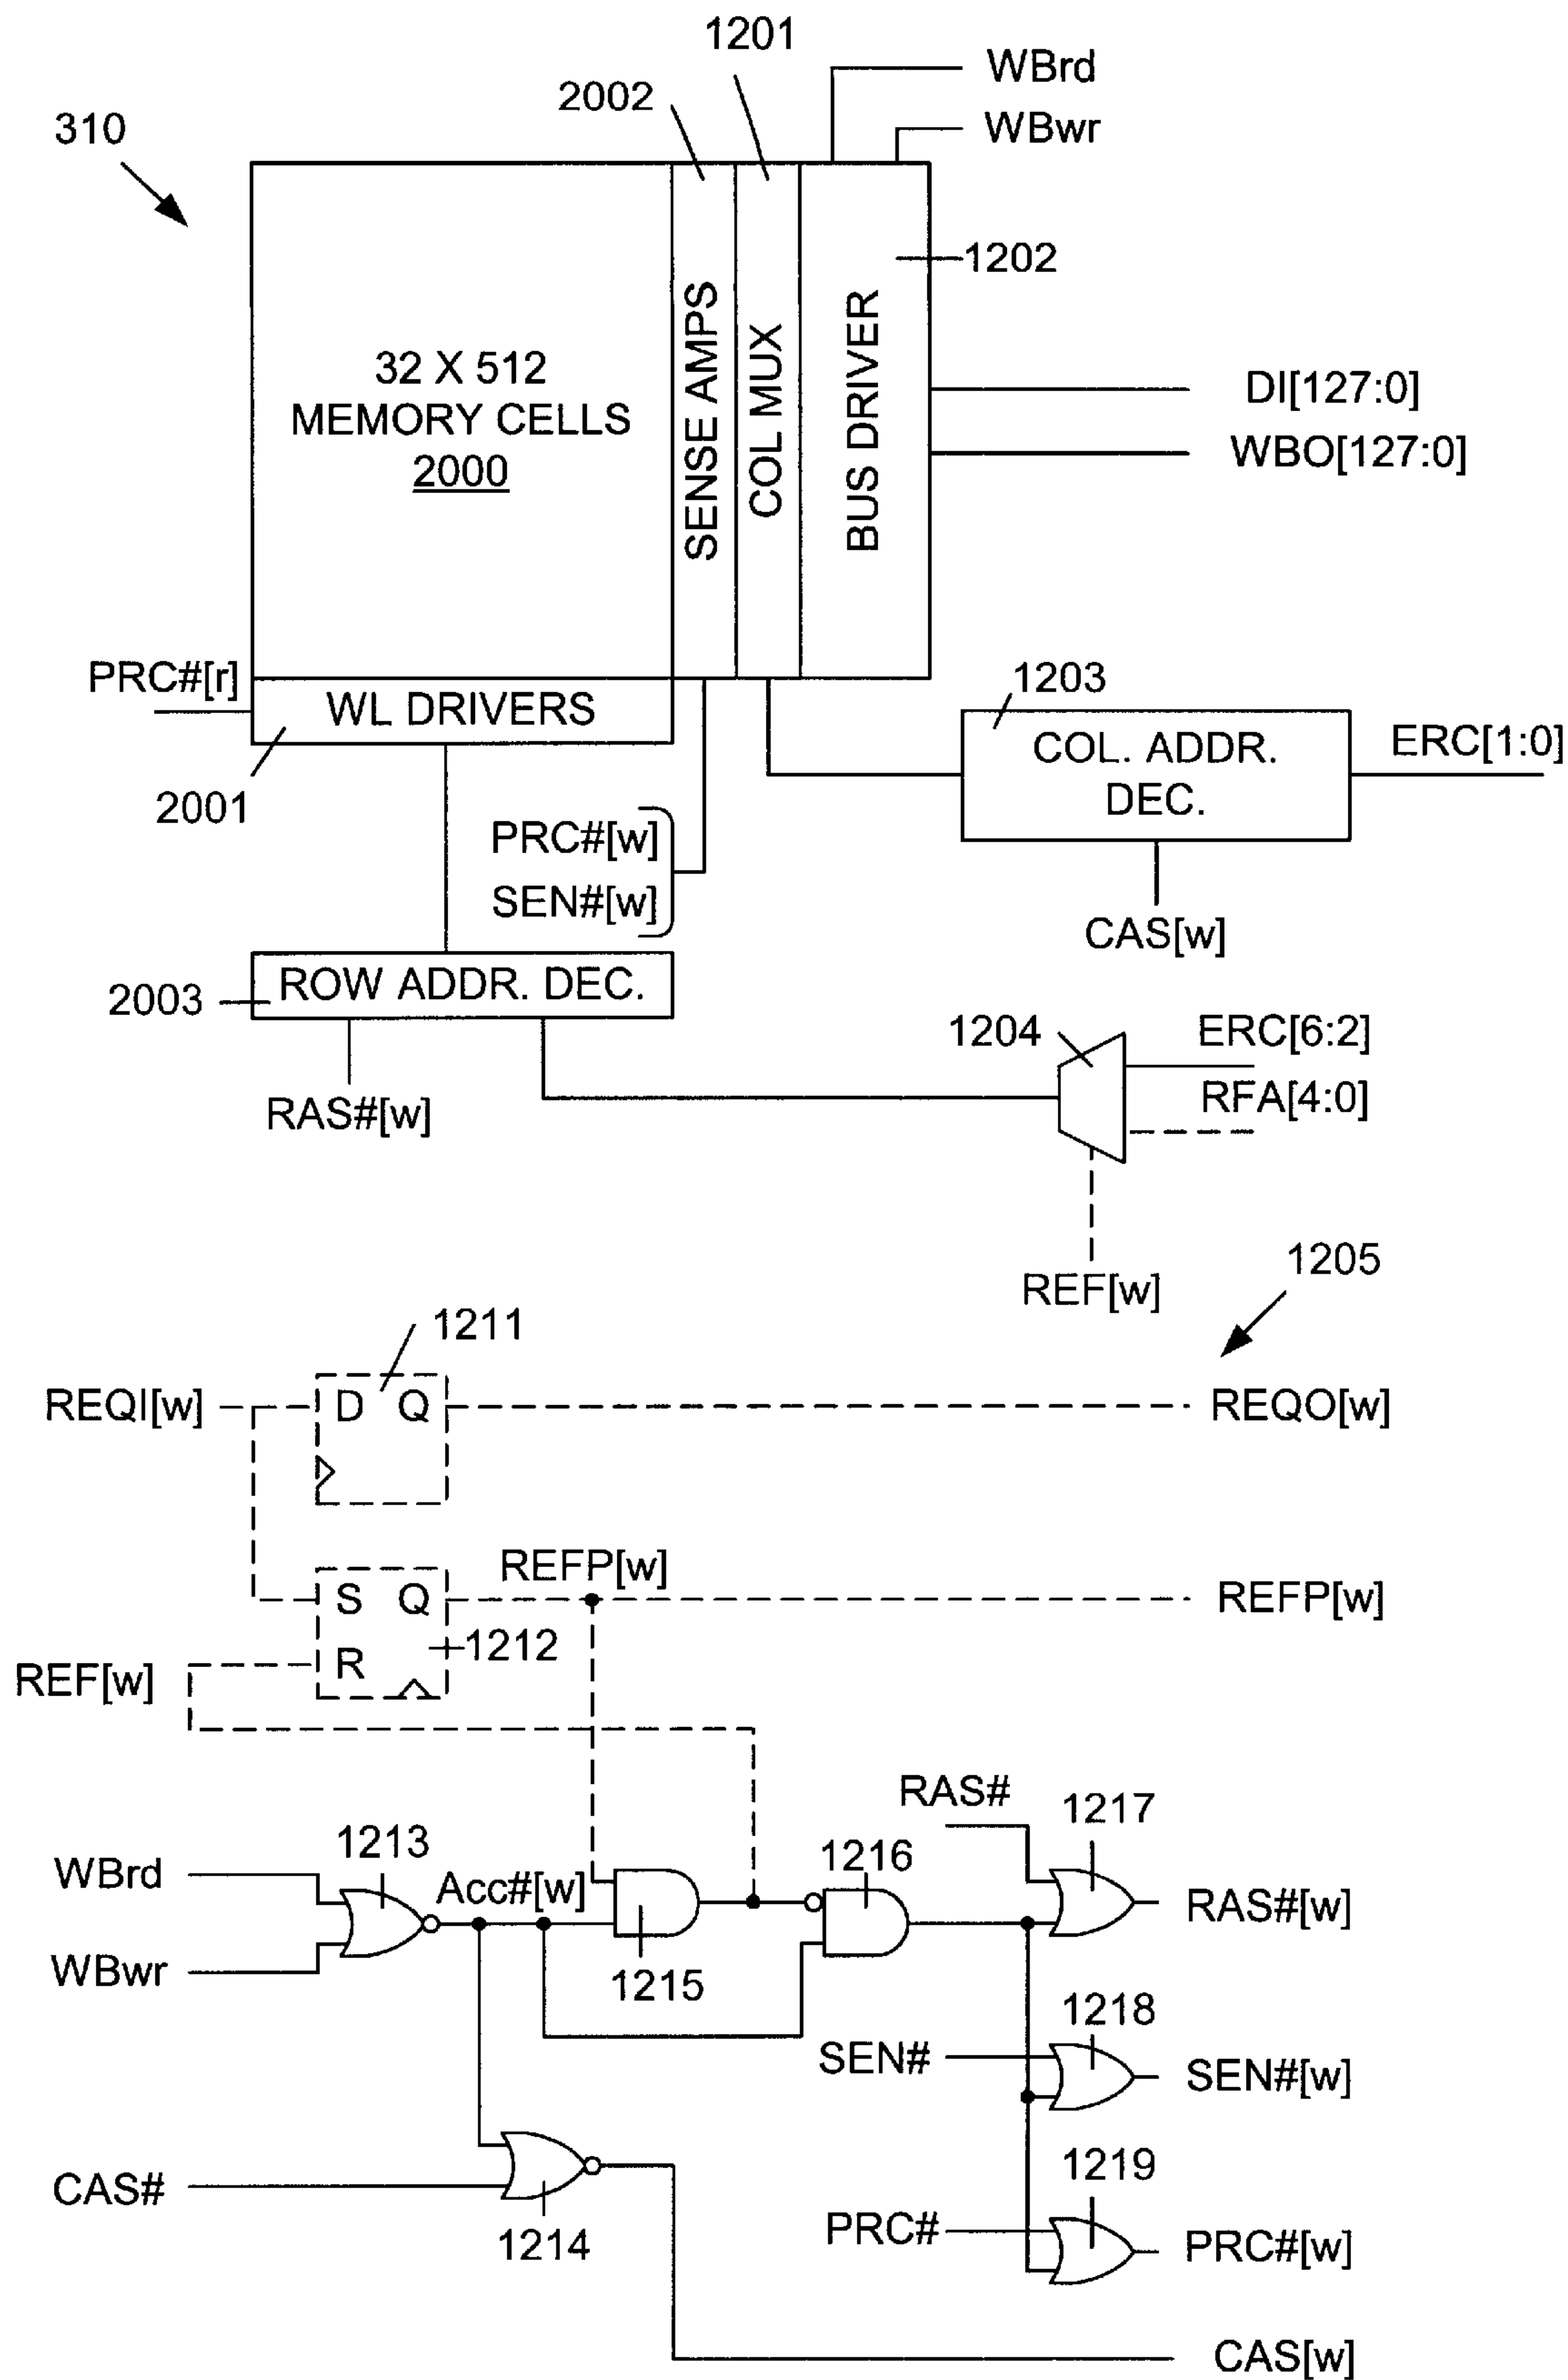 1201
WBrd
2002
WBwr
310
1202
SENSE AMPS
COL MUX
BUS DRIVER
32 X 512
MEMORY CELLS
2000
DI[127:0]
WBO[127:0]
PRC#[r]
WL DRIVERS
1203
COL. ADDR.
DEC.
ERC[1:0]
2001
PRC#[w]
SEN#[w]
CAS[w]
ROW ADDR. DEC.
2003
1204
ERC[6:2]
RFA[4:0]
RAS#[w]
REF[w]
1205
1211
REQI[w]
D Q
REQO[w]
REFP[w]
S Q
REFP[w]
1212
R
REF[w]
RAS#
1217
1213
1216
WBrd
Acc#[w]
RAS#[w]
WBwr
1215
1218
SEN#
SEN#[w]
1219
CAS#
1214
PRC#
PRC#[w]
CAS[w]